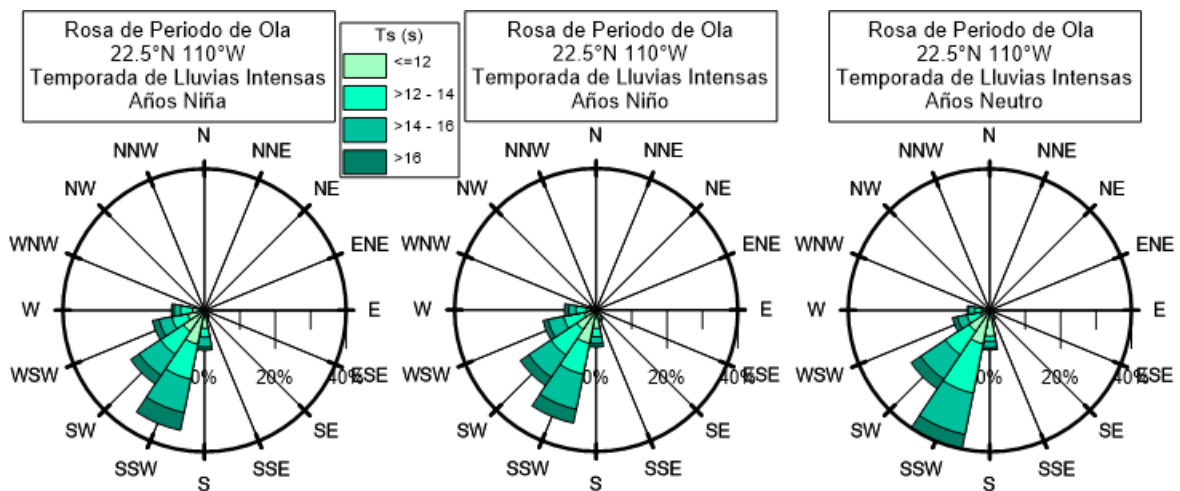 Rosa de Periodo de Ola
22.5°N 110°W
Temporada de Lluvias Intensas
Años Niña
Ts (s)
<=12
>12 - 14
>14 - 16
>16
Rosa de Periodo de Ola
22.5°N 110°W
Temporada de Lluvias Intensas
Años Niño
Rosa de Periodo de Ola
22.5°N 110°W
Temporada de Lluvias Intensas
Años Neutro
N
NNE
NE
ENE
E
ESE
SE
SSE
S
SSW
SW
WSW
W
WNW
NW
NNW
0%
20%
40%
N
NNE
NE
ENE
E
ESE
SE
SSE
S
SSW
SW
WSW
W
WNW
NW
NNW
0%
20%
40%
N
NNE
NE
ENE
E
ESE
SE
SSE
S
SSW
SW
WSW
W
WNW
NW
NNW
0%
20%
40%